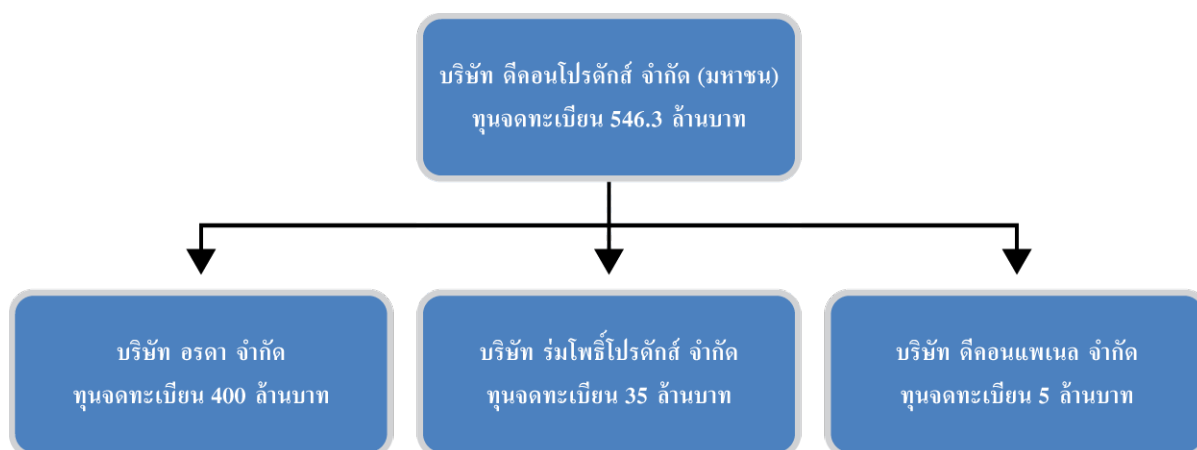 บริษัท ดีคอนโปรดักส์ จำกัด (มหาชน)
ทุนจดทะเบียน 546.3 ล้านบาท
บริษัท อรดา จำกัด
ทุนจดทะเบียน 400 ล้านบาท
บริษัท ร่มโพธิ์โปรดักส์ จำกัด
ทุนจดทะเบียน 35 ล้านบาท
บริษัท ดีคอนแพเนล จำกัด
ทุนจดทะเบียน 5 ล้านบาท